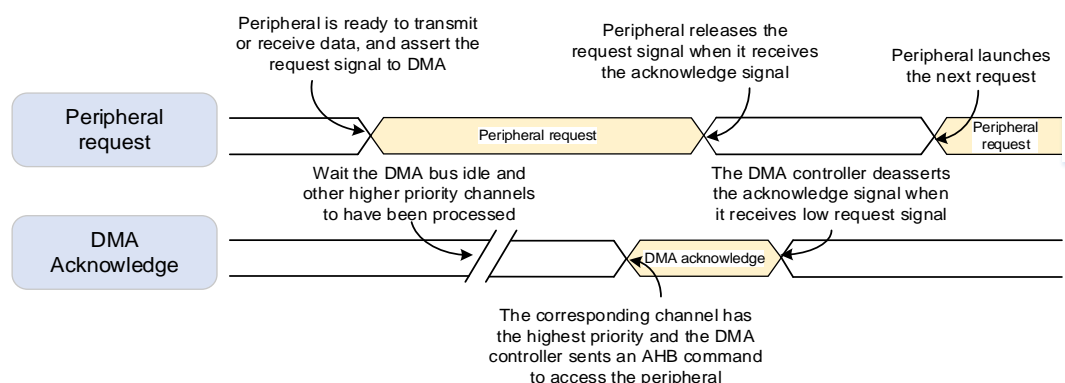 Peripheral is ready to transmit
or receive data, and assert the
request signal to DMA
Peripheral releases the
request signal when it receives
the acknowledge signal
Peripheral launches
the next request
Peripheral
request
Peripheral request
Peripheral
request
Wait the DMA bus idle and
other higher priority channels
to have been processed
The DMA controller deasserts
the acknowledge signal when
it receives low request signal
DMA
Acknowledge
DMA acknowledge
The corresponding channel has
the highest priority and the DMA
controller sents an AHB command
to access the peripheral